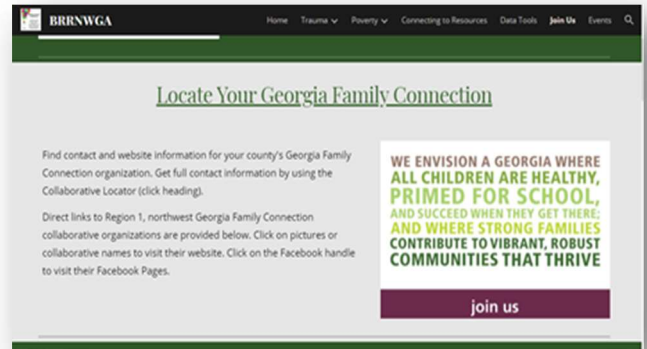 BRRNWGA
Home Trauma Poverty Connecting to Resources Data Tools Join Us Events
Locate Your Georgia Family Connection
Find contact and website information for your county's Georgia Family
Connection organization. Get full contact information by using the
Collaborative Locator (click heading).
Direct links to Region 1, northwest Georgia Family Connection
collaborative organizations are provided below. Click on pictures or
collaborative names to visit their website. Click on the Facebook handle
to visit their Facebook Pages.
WE ENVISION A GEORGIA WHERE
ALL CHILDREN ARE HEALTHY,
PRIMED FOR SCHOOL,
AND SUCCEED WHEN THEY GET THERE;
AND WHERE STRONG FAMILIES
CONTRIBUTE TO VIBRANT, ROBUST
COMMUNITIES THAT THRIVE
join us